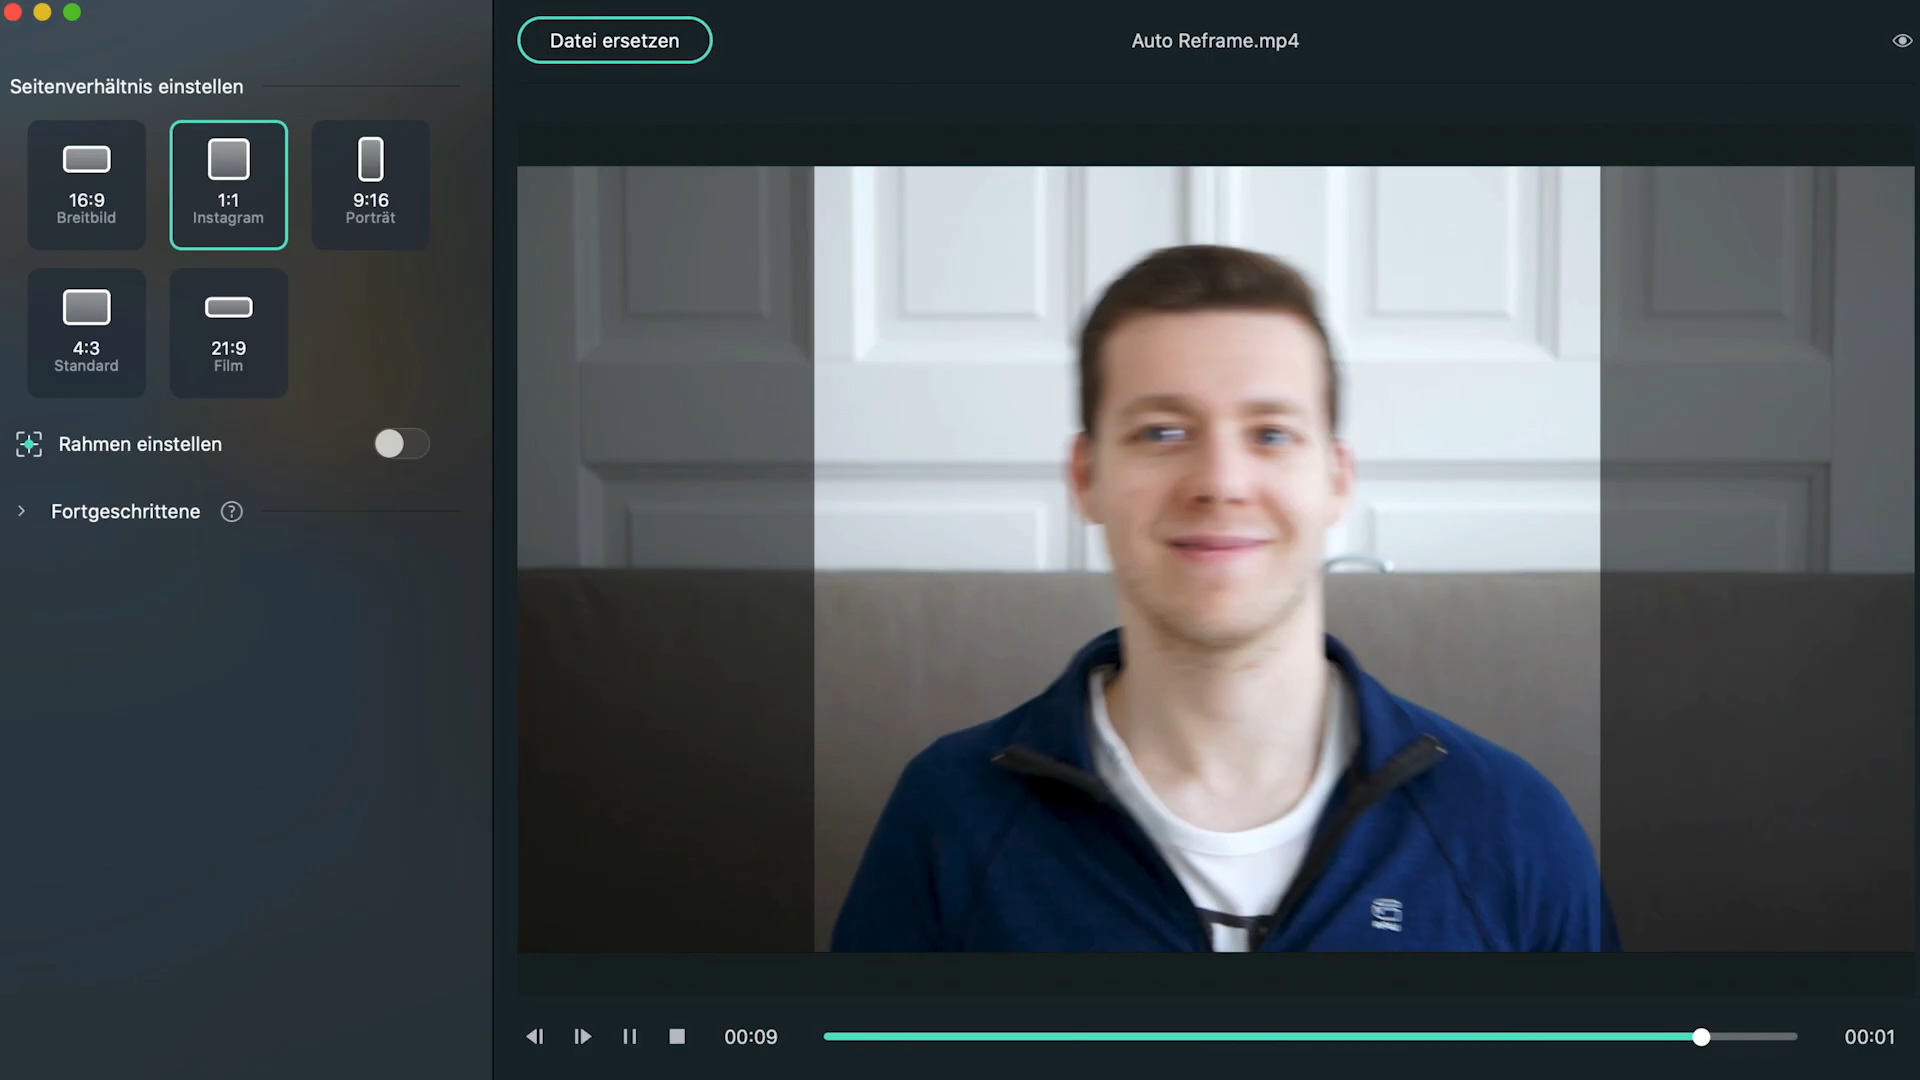 Datei ersetzen
Auto Reframe.mp4
Seitenverhältnis einstellen
16:9
Breitbild
1:1
Instagram
9:16
Porträt
4:3
Standard
21:9
Film
Rahmen einstellen
Fortgeschrittene ?
00:09
00:01